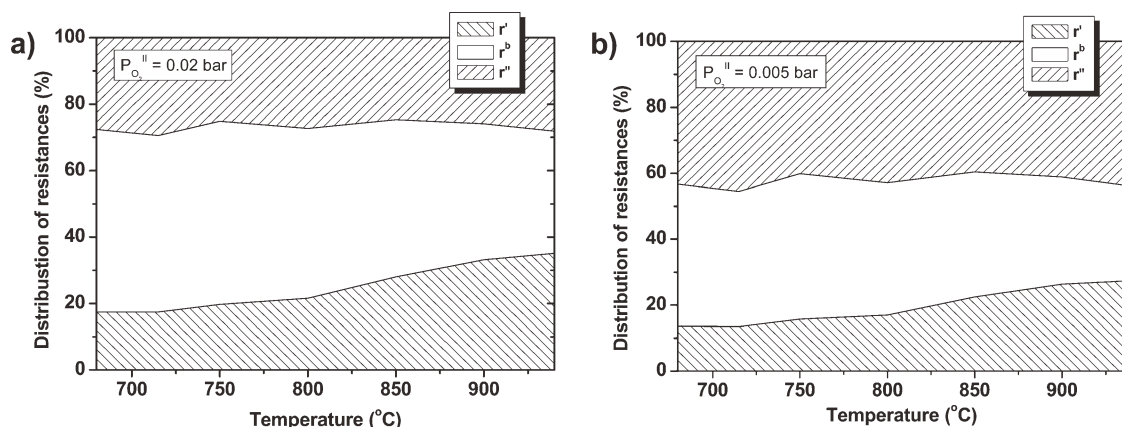 a)
P_O₂^II = 0.02 bar
r'
r^b
r"
Distribustion of resistances (%)
100
80
60
40
20
0
700 750 800 850 900
Temperature (°C)
b)
P_O₂^II = 0.005 bar
r'
r^b
r"
Distribution of resistances (%)
100
80
60
40
20
0
700 750 800 850 900
Temperature (°C)